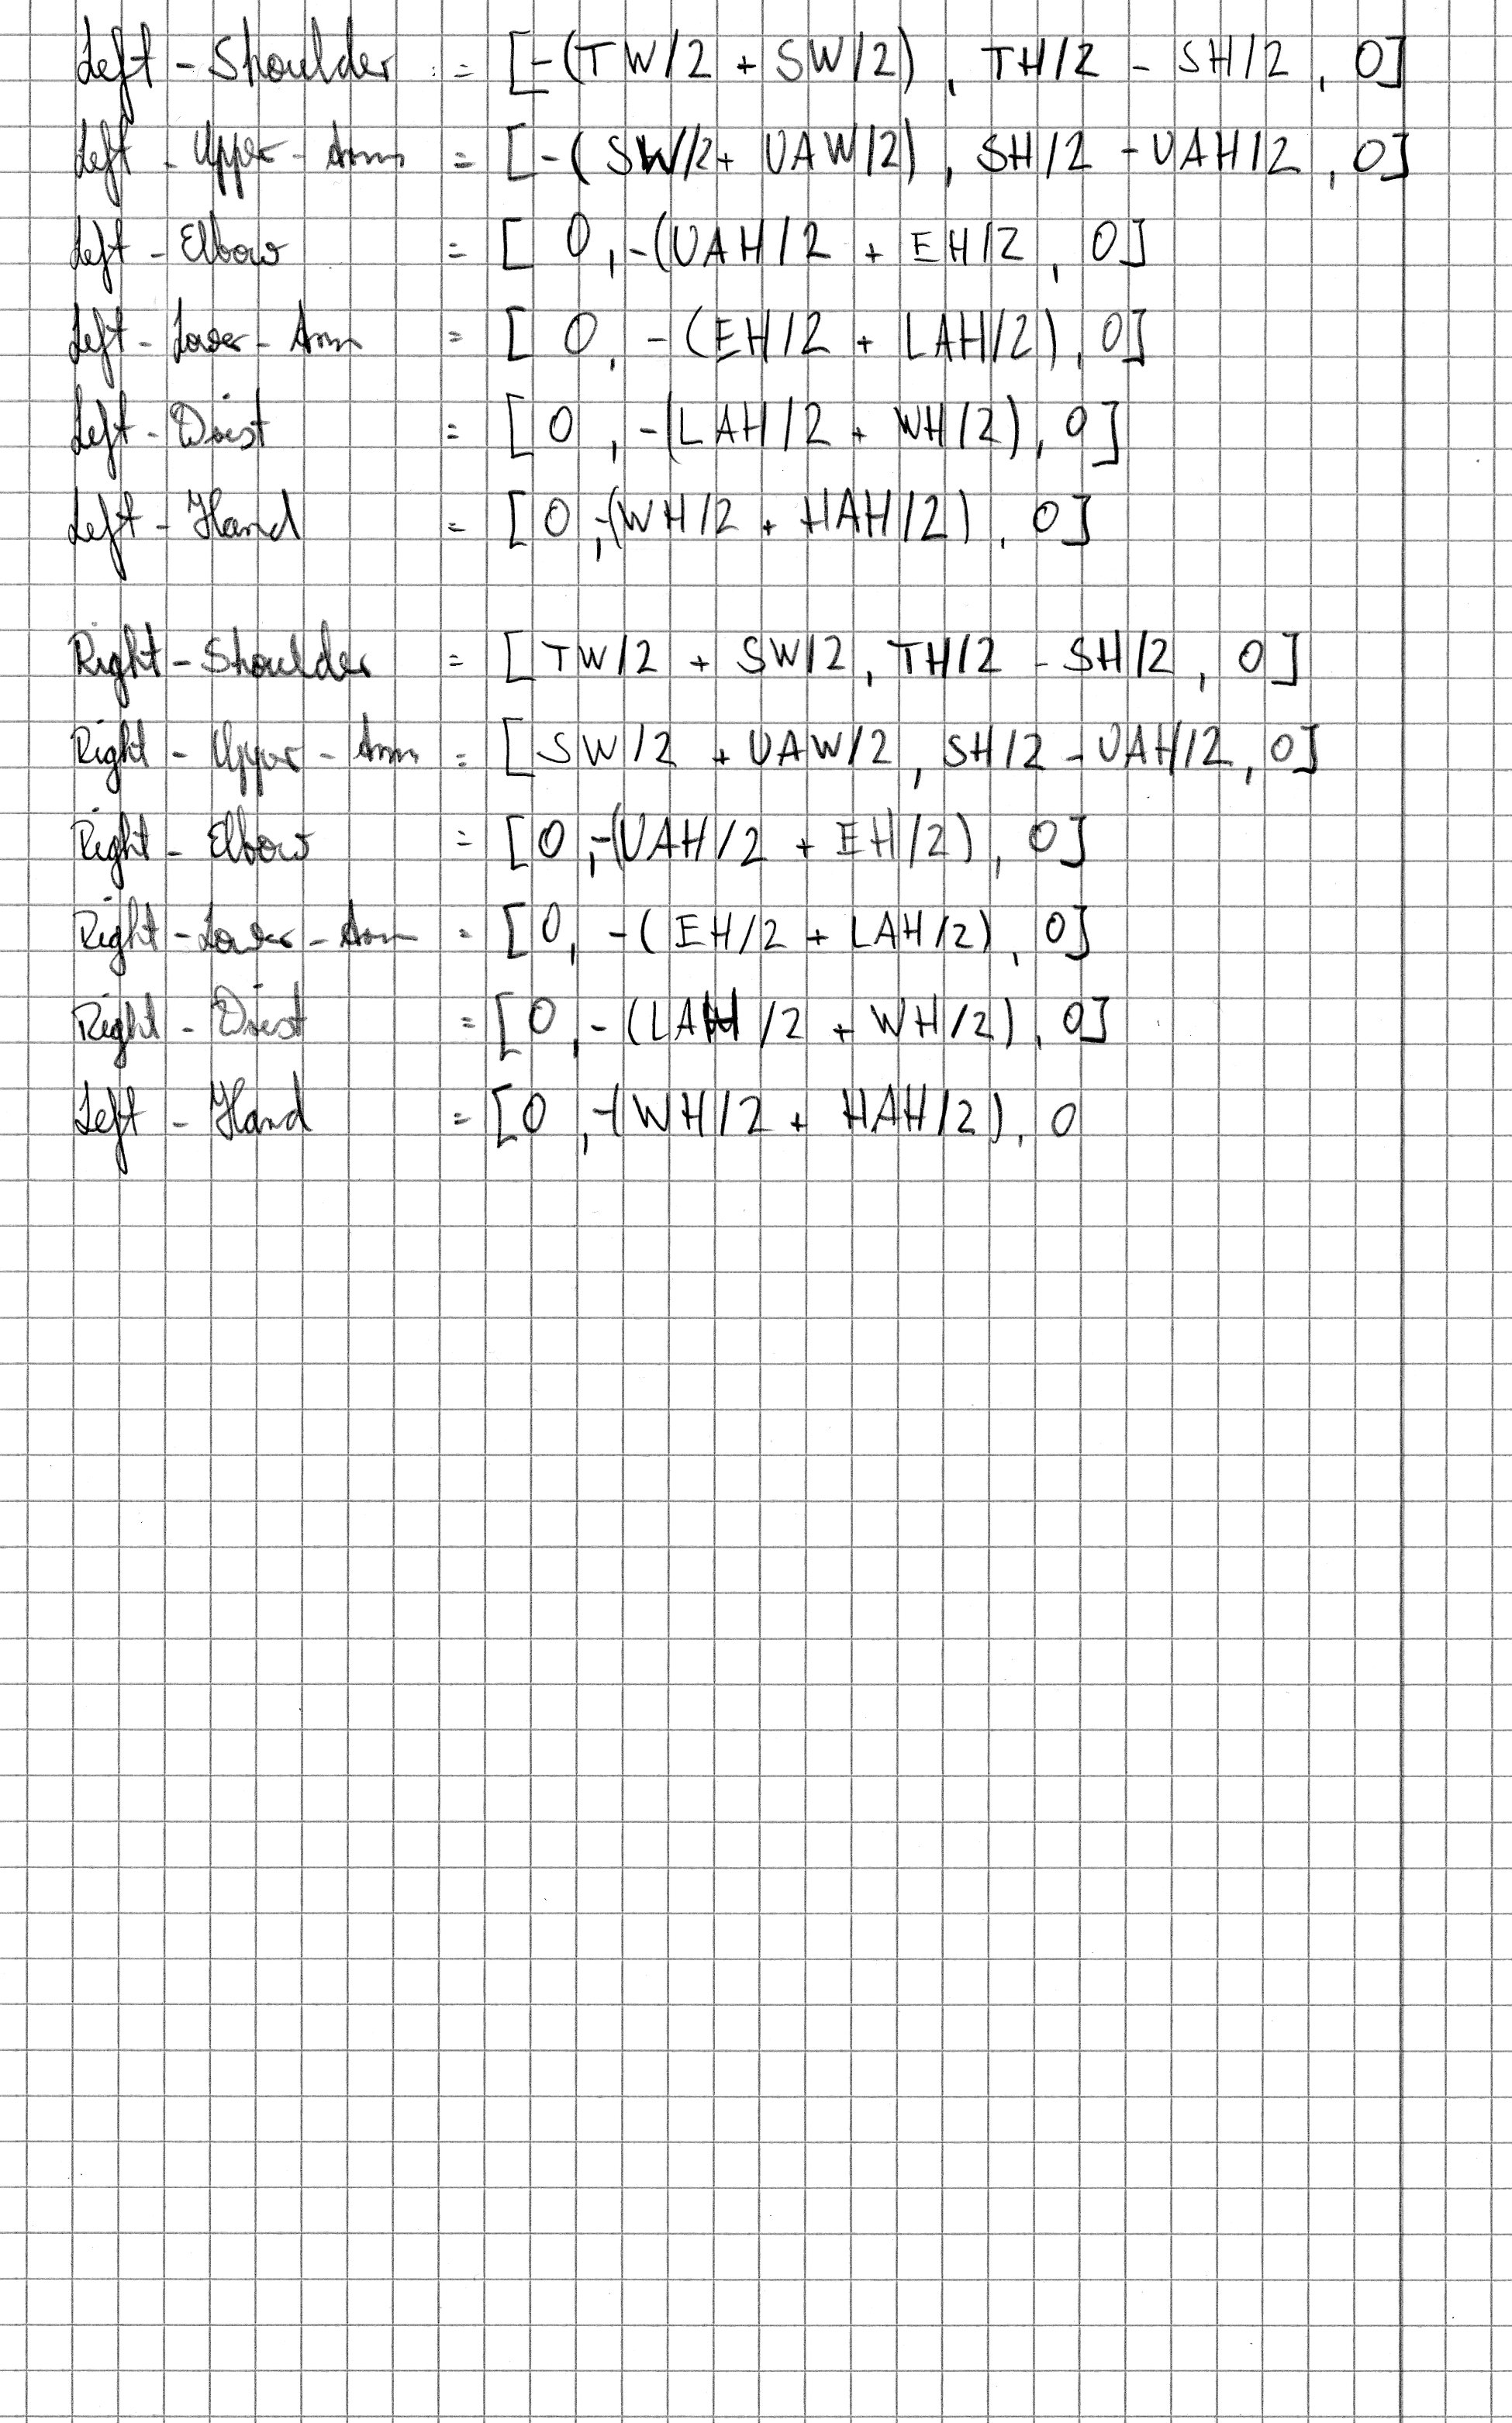 Left - Shoulder = [-(TW/2 + SW/2), TH/2 - SH/2, 0]
Left - Upper - Arm = [-(SW/2 + UAW/2), SH/2 - UAH/2, 0]
Left - Elbow = [0, -(UAH/2 + EH/2, 0]
Left - Lower - Arm = [0, -(EH/2 + LAH/2), 0]
Left - Wrist = [0, -(LAH/2 + WH/2), 0]
Left - Hand = [0, -(WH/2 + HAH/2), 0]
Right - Shoulder = [TW/2 + SW/2, TH/2 - SH/2, 0]
Right - Upper - Arm = [SW/2 + UAW/2, SH/2 - UAH/2, 0]
Right - Elbow = [0, -(UAH/2 + EH/2), 0]
Right - Lower - Arm = [0, -(EH/2 + LAH/2), 0]
Right - Wrist = [0, -(LAH/2 + WH/2), 0]
Left - Hand = [0, -(WH/2 + HAH/2), 0